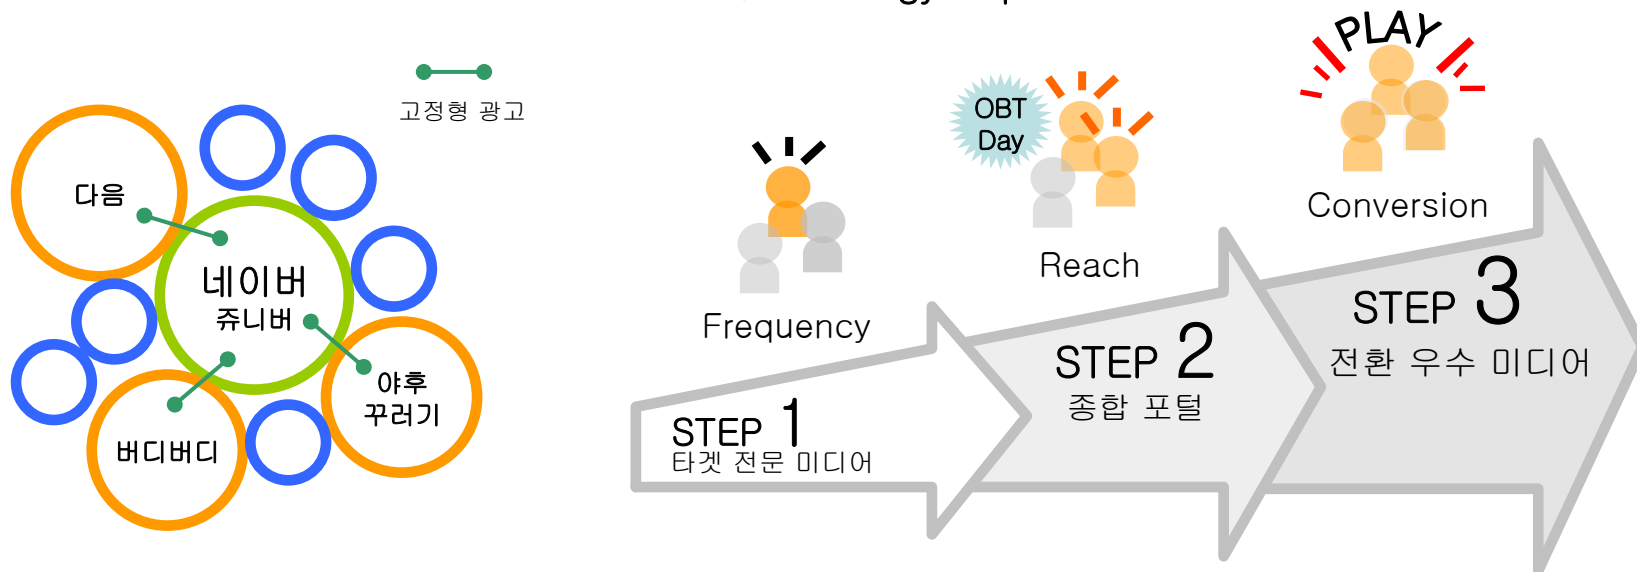 고정형 광고
다음
네이버
쥬니버
야후
꾸러기
버디버디
PLAY
OBT
Day
Conversion
Reach
Frequency
STEP 1
타겟 전문 미디어
STEP 2
종합 포털
STEP 3
전환 우수 미디어